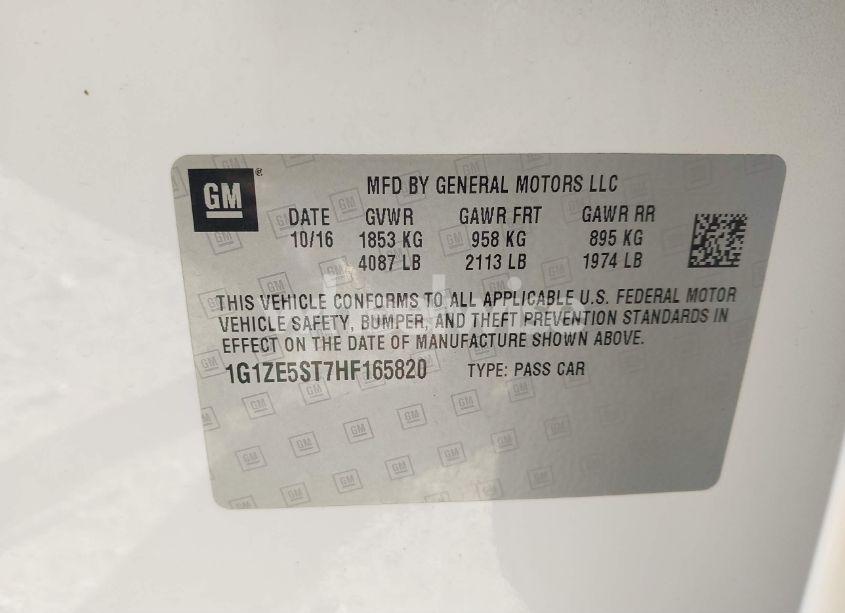 GM ®
MFD BY GENERAL MOTORS LLC
DATE GVWR GAWR FRT GAWR RR
10/16 1853 KG 958 KG 895 KG
4087 LB 2113 LB 1974 LB
THIS VEHICLE CONFORMS TO ALL APPLICABLE U.S. FEDERAL MOTOR
VEHICLE SAFETY, BUMPER, AND THEFT PREVENTION STANDARDS IN
EFFECT ON THE DATE OF MANUFACTURE SHOWN ABOVE.
1G1ZE5ST7HF165820 TYPE: PASS CAR